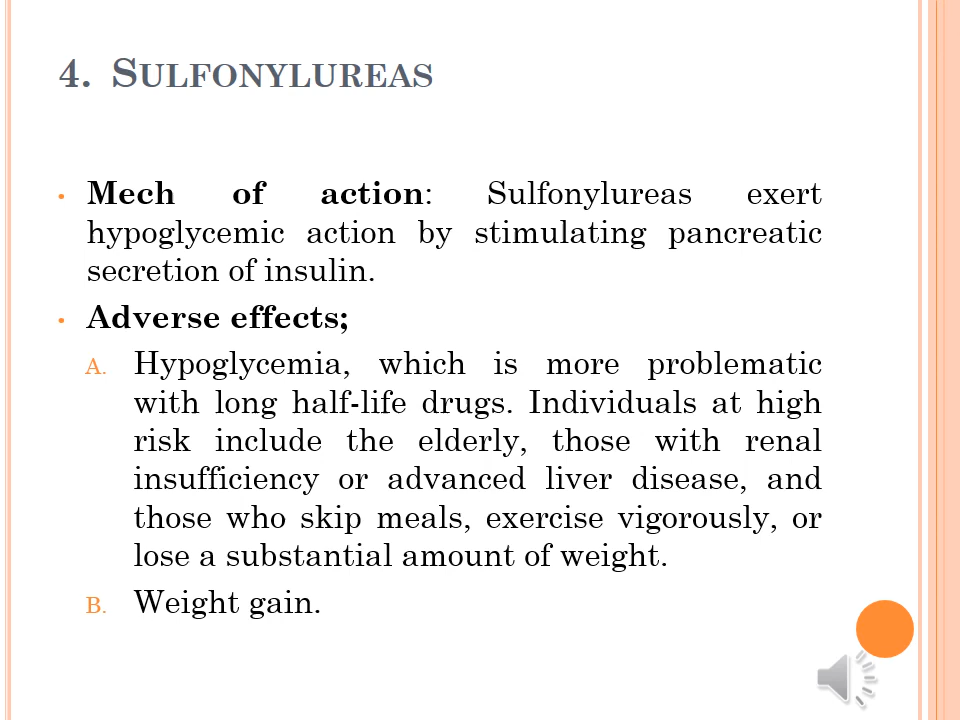 4. SULFONYLUREAS
• Mech of action: Sulfonylureas exert
hypoglycemic action by stimulating pancreatic
secretion of insulin.
• Adverse effects;
A. Hypoglycemia, which is more problematic
with long half-life drugs. Individuals at high
risk include the elderly, those with renal
insufficiency or advanced liver disease, and
those who skip meals, exercise vigorously, or
lose a substantial amount of weight.
B. Weight gain.